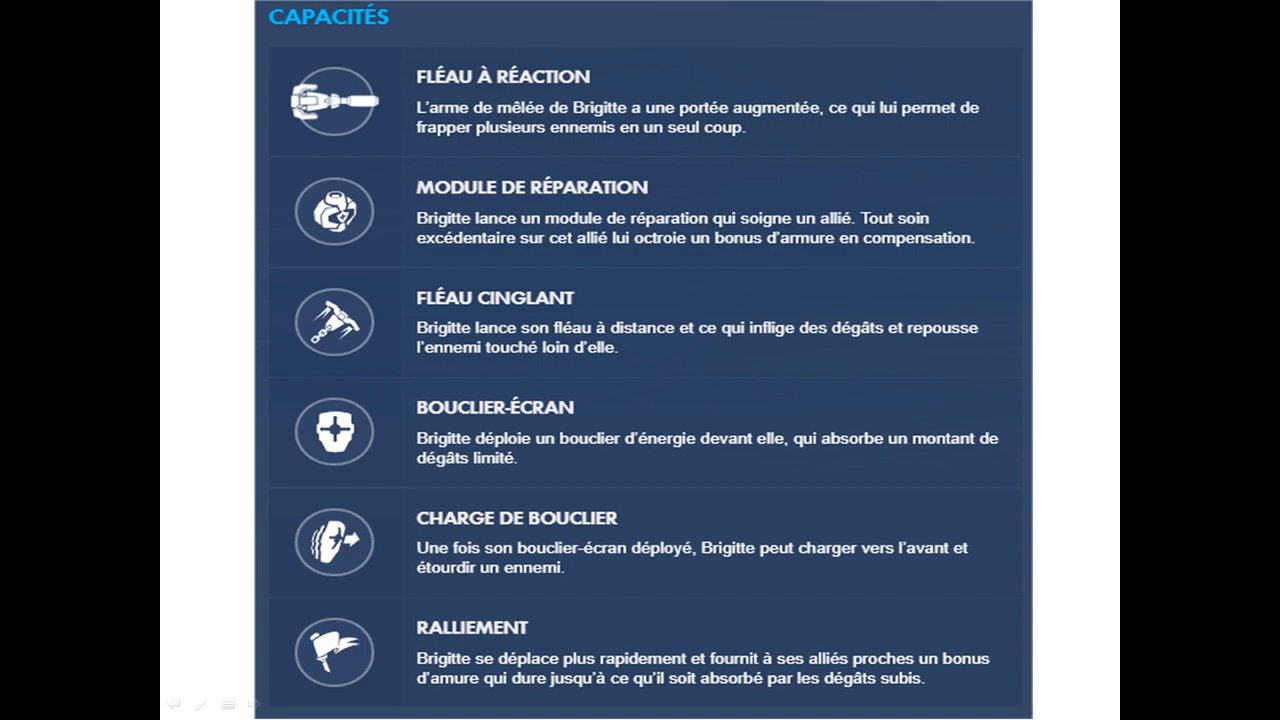 CAPACITÉS
FLÉAU À RÉACTION
L'arme de mêlée de Brigitte a une portée augmentée, ce qui lui permet de
frapper plusieurs ennemis en un seul coup.
MODULE DE RÉPARATION
Brigitte lance un module de réparation qui soigne un allié. Tout soin
excédentaire sur cet allié lui octroie un bonus d'armure en compensation.
FLÉAU CINGLANT
Brigitte lance son fléau à distance et ce qui inflige des dégâts et repousse
l'ennemi touché loin d'elle.
BOUCLIER-ÉCRAN
Brigitte déploie un bouclier d'énergie devant elle, qui absorbe un montant de
dégâts limité.
CHARGE DE BOUCLIER
Une fois son bouclier-écran déployé, Brigitte peut charger vers l'avant et
étourdir un ennemi.
RALLIEMENT
Brigitte se déplace plus rapidement et fournit à ses alliés proches un bonus
d'amure qui dure jusqu'à ce qu'il soit absorbé par les dégâts subis.